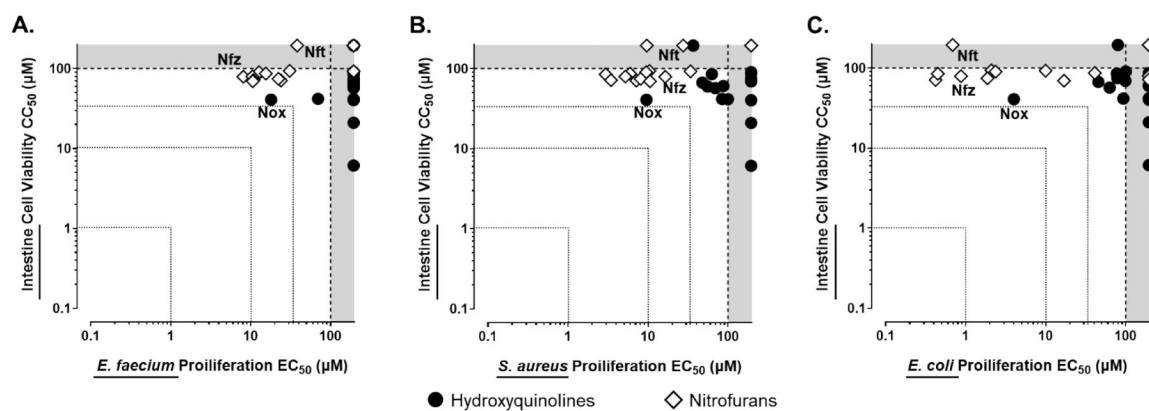 A.
Intestine Cell Viability CC50 (µM)
100
10
1
0.1
0.1 1 10 100
Nfz
Nft
Nox
E. faecium Proiliferation EC50 (µM)
B.
Intestine Cell Viability CC50 (µM)
100
10
1
0.1
0.1 1 10 100
Nft
Nfz
Nox
S. aureus Proiliferation EC50 (µM)
C.
Intestine Cell Viability CC50 (µM)
100
10
1
0.1
0.1 1 10 100
Nft
Nfz
Nox
E. coli Proiliferation EC50 (µM)
Hydroxyquinolines Nitrofurans